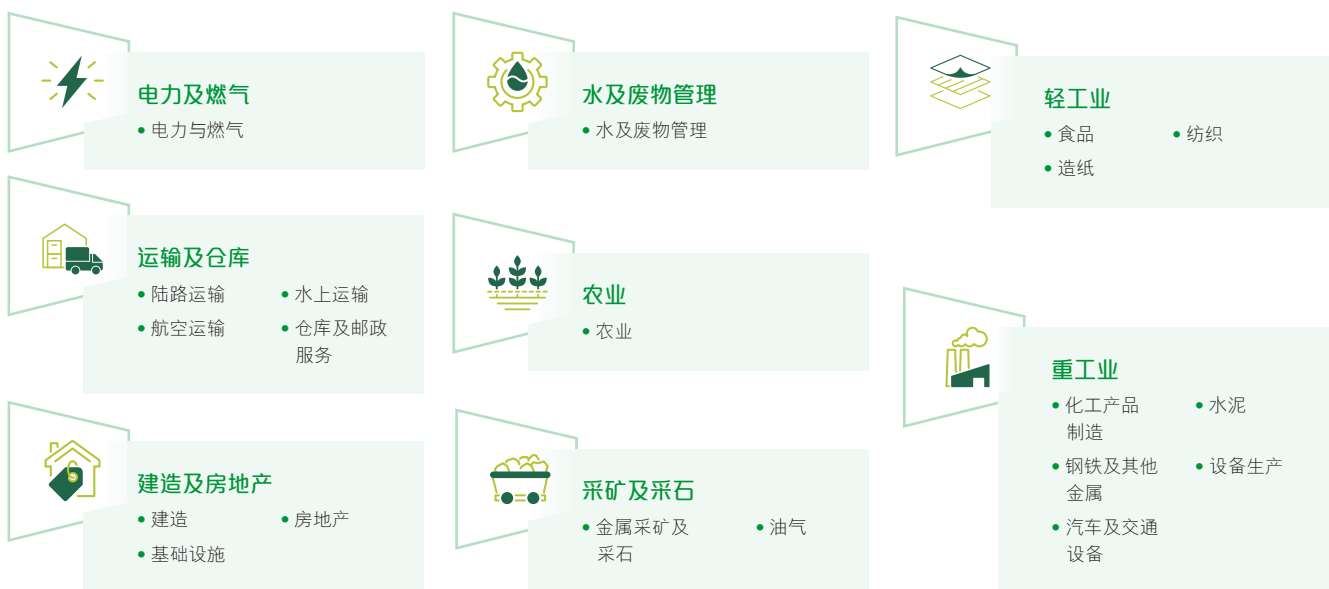 电力及燃气
• 电力与燃气
水及废物管理
• 水及废物管理
轻工业
• 食品
• 纺织
• 造纸
运输及仓库
• 陆路运输
• 水上运输
• 航空运输
• 仓库及邮政
服务
农业
• 农业
重工业
• 化工产品
制造
• 水泥
• 钢铁及其他
金属
• 设备生产
• 汽车及交通
设备
建造及房地产
• 建造
• 房地产
• 基础设施
采矿及采石
• 金属采矿及
采石
• 油气